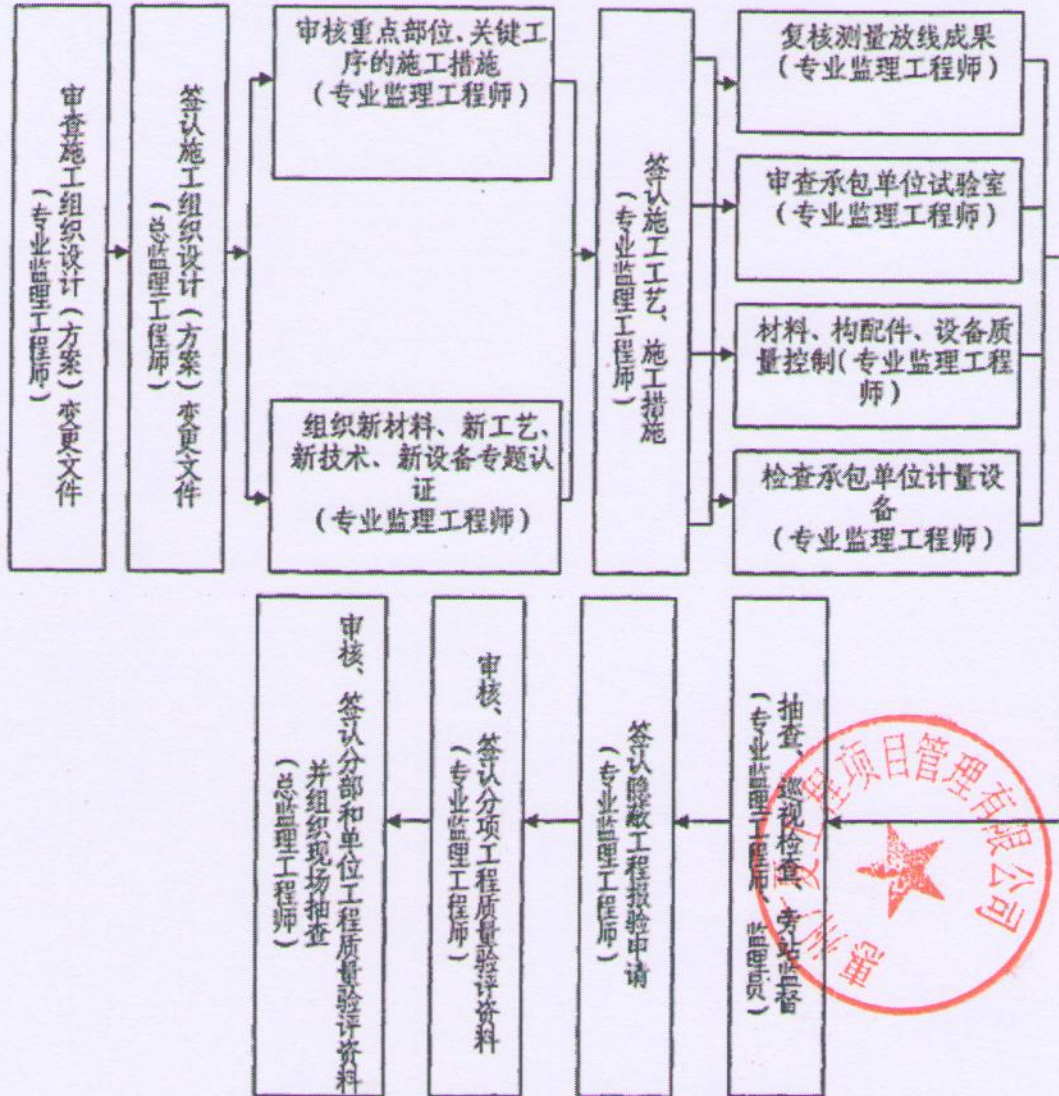 审查施工组织设计（方案）变更文件
（专业监理工程师）
签认施工组织设计（方案）变更文件
（总监理工程师）
审核重点部位、关键工
序的施工措施
（专业监理工程师）
组织新材料、新工艺、
新技术、新设备专题认
证
（专业监理工程师）
签认施工工艺、施工措施
（专业监理工程师）
复核测量放线成果
（专业监理工程师）
审查承包单位试验室
（专业监理工程师）
材料、构配件、设备质
量控制（专业监理工程
师）
检查承包单位计量设
备
（专业监理工程师）
抽查、巡视检查、旁站监督
（专业监理工程师、监理员）
签认隐蔽工程报验申请
（专业监理工程师）
审核、签认分项工程质量验评资料
（专业监理工程师）
审核、签认分部和单位工程质量验评资料
并组织现场抽查
（总监理工程师）
惠州 工程项目管理有限公司